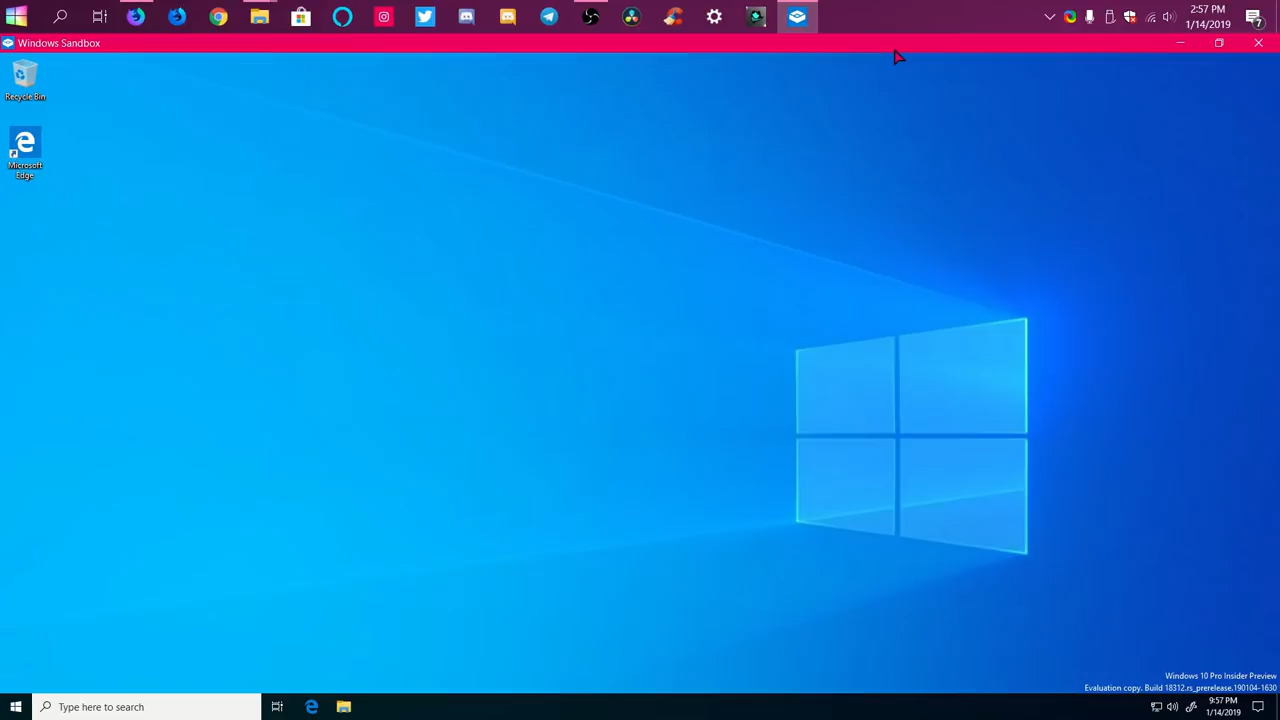 2:57 PM
1/14/2019
7
Windows Sandbox
Recycle Bin
Microsoft
Edge
Windows 10 Pro Insider Preview
Evaluation copy. Build 18312.rs_prerelease.190104-1630
Type here to search
9:57 PM
1/14/2019